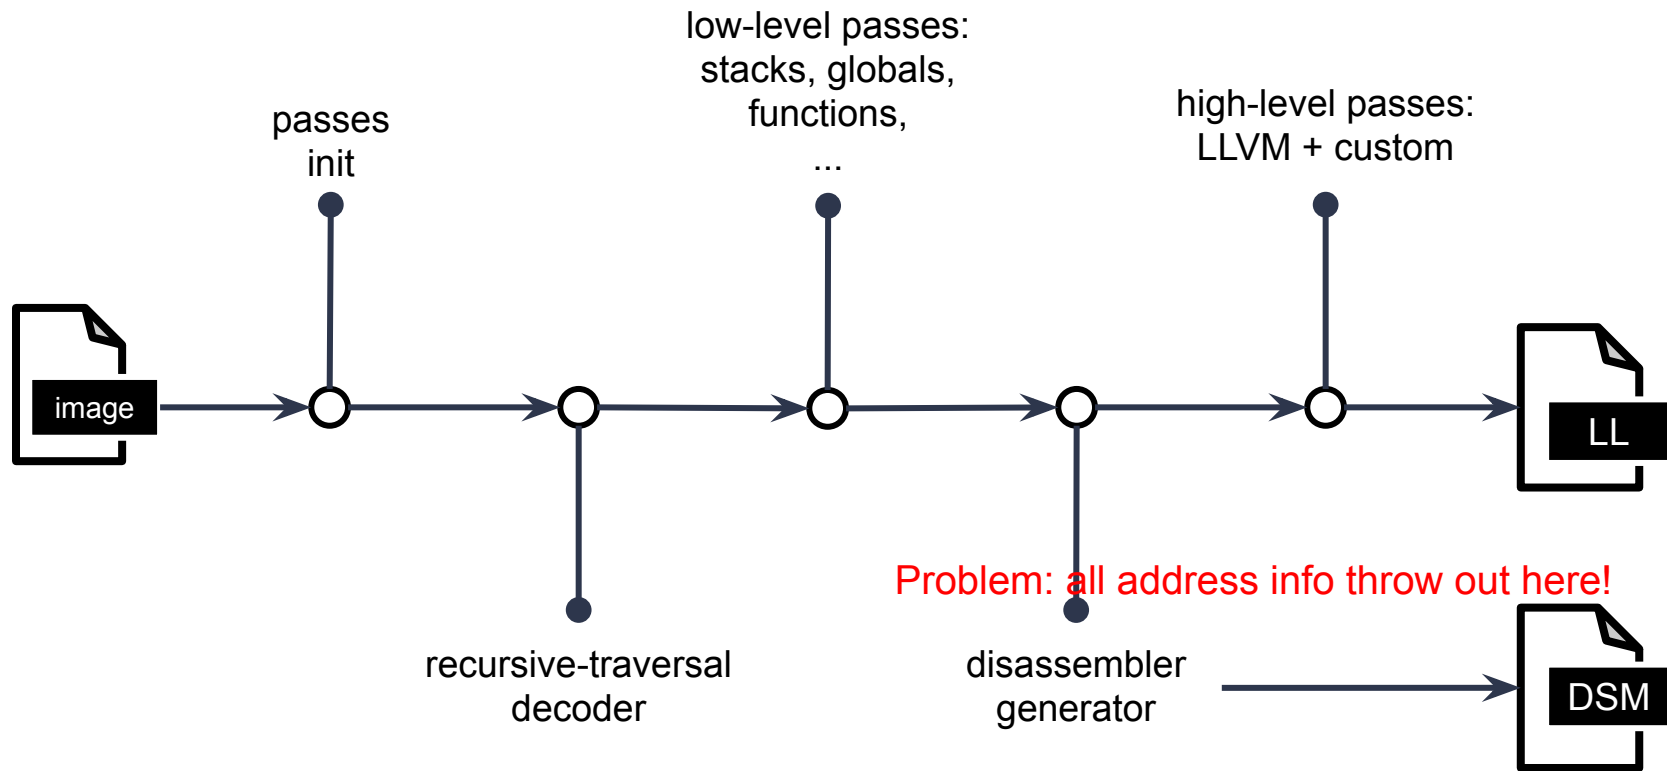 low-level passes:
stacks, globals,
functions,
...
passes
init
high-level passes:
LLVM + custom
image
LL
Problem: all address info throw out here!
recursive-traversal
decoder
disassembler
generator
DSM